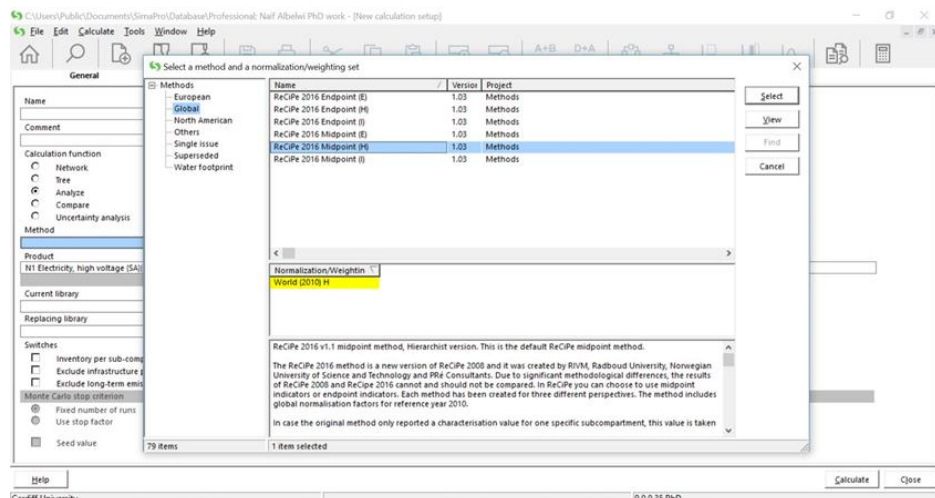 C:\Users\Public\Documents\SimaPro\Database\Professional; Naif Albelwi PhD work - [New calculation setup]
File Edit Calculate Tools Window Help
A+B D+A
General
Select a method and a normalization/weighting set
Name
Comment
Calculation function
Network
Tree
Analyze
Compare
Uncertainty analysis
Method
Product
N1 Electricity, high voltage {SA}|
Current library
Replacing library
Switches
Inventory per sub-comp
Exclude infrastructure p
Exclude long-term emis
Monte Carlo stop criterion
Fixed number of runs
Use stop factor
Seed value
Methods
European
Global
North American
Others
Single issue
Superseded
Water footprint
79 items
Name Version Project
ReCiPe 2016 Endpoint (E) 1.03 Methods
ReCiPe 2016 Endpoint (H) 1.03 Methods
ReCiPe 2016 Endpoint (I) 1.03 Methods
ReCiPe 2016 Midpoint (E) 1.03 Methods
ReCiPe 2016 Midpoint (H) 1.03 Methods
ReCiPe 2016 Midpoint (I) 1.03 Methods
Select
View
Find
Cancel
Normalization/Weightin
World (2010) H
ReCiPe 2016 v1.1 midpoint method, Hierarchist version. This is the default ReCiPe midpoint method.
The ReCiPe 2016 method is a new version of ReCiPe 2008 and it was created by RIVM, Radboud University, Norwegian
University of Science and Technology and PRé Consultants. Due to significant methodological differences, the results
of ReCiPe 2008 and ReCipe 2016 cannot and should not be compared. In ReCiPe you can choose to use midpoint
indicators or endpoint indicators. Each method has been created for three different perspectives. The method includes
global normalisation factors for reference year 2010.
In case the original method only reported a characterisation value for one specific subcompartment, this value is taken
1 item selected
Help
Calculate
Close
Cardiff University